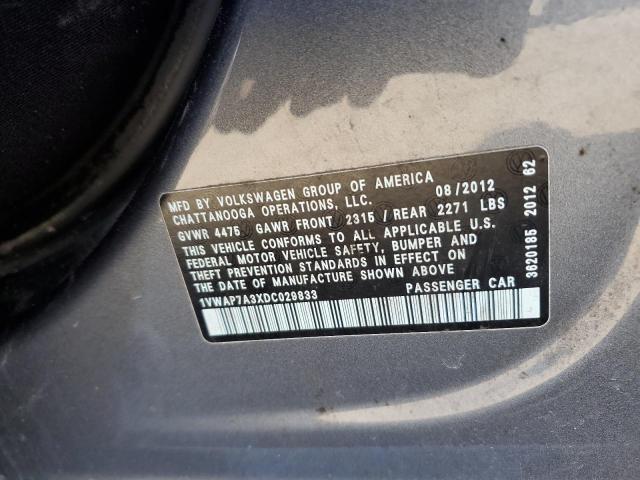 MFD BY VOLKSWAGEN GROUP OF AMERICA 08/2012
CHATTANOOGA OPERATIONS, LLC.
GVWR 4475 GAWR FRONT 2315 / REAR 2271 LBS
THIS VEHICLE CONFORMS TO ALL APPLICABLE U.S.
FEDERAL MOTOR VEHICLE SAFETY, BUMPER AND
THEFT PREVENTION STANDARDS IN EFFECT ON
THE DATE OF MANUFACTURE SHOWN ABOVE
1VWAP7A3XDC029833 PASSENGER CAR
3620185 2012 62